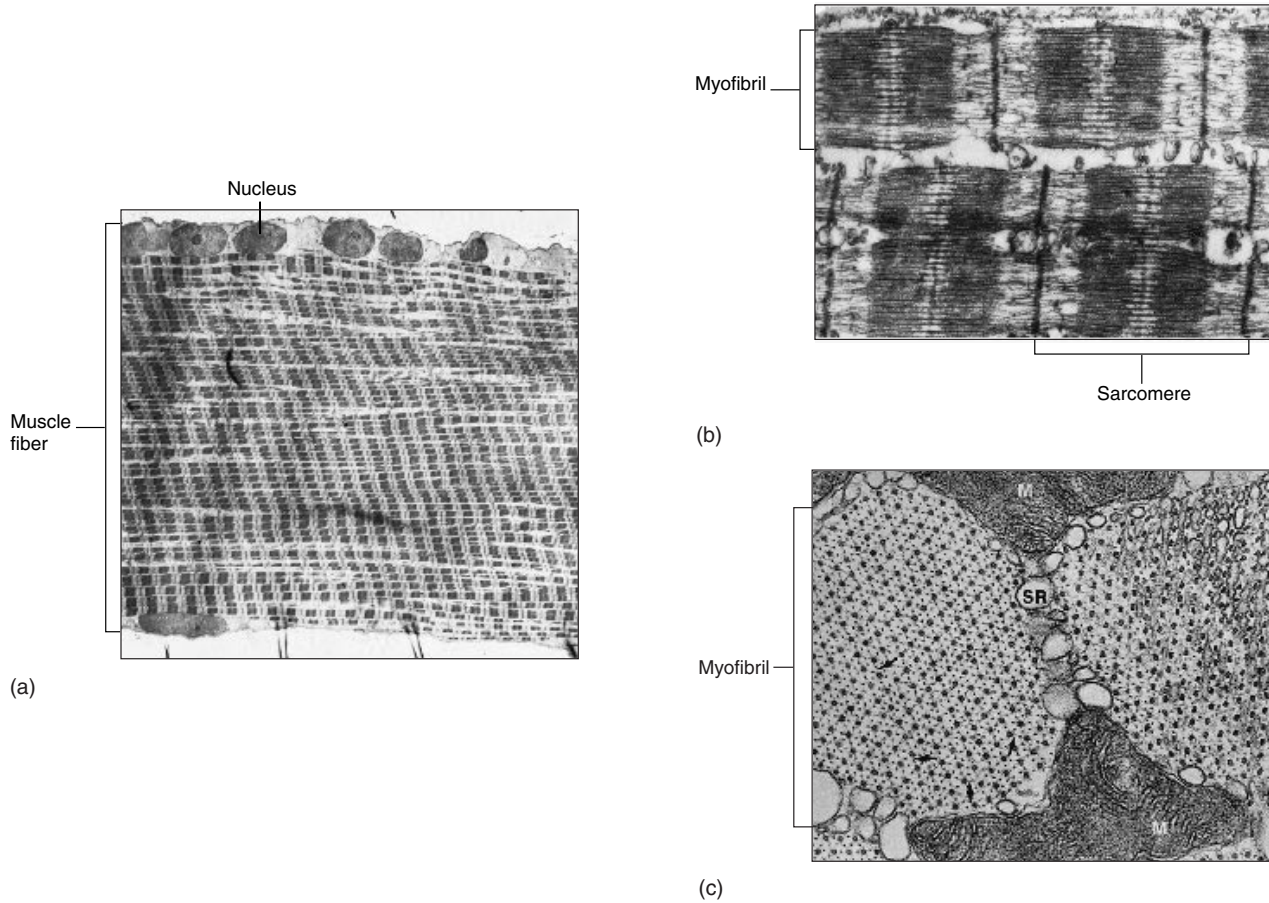 Nucleus
Muscle
fiber
(a)
Myofibril
Sarcomere
(b)
M
SR
Myofibril
M
(c)